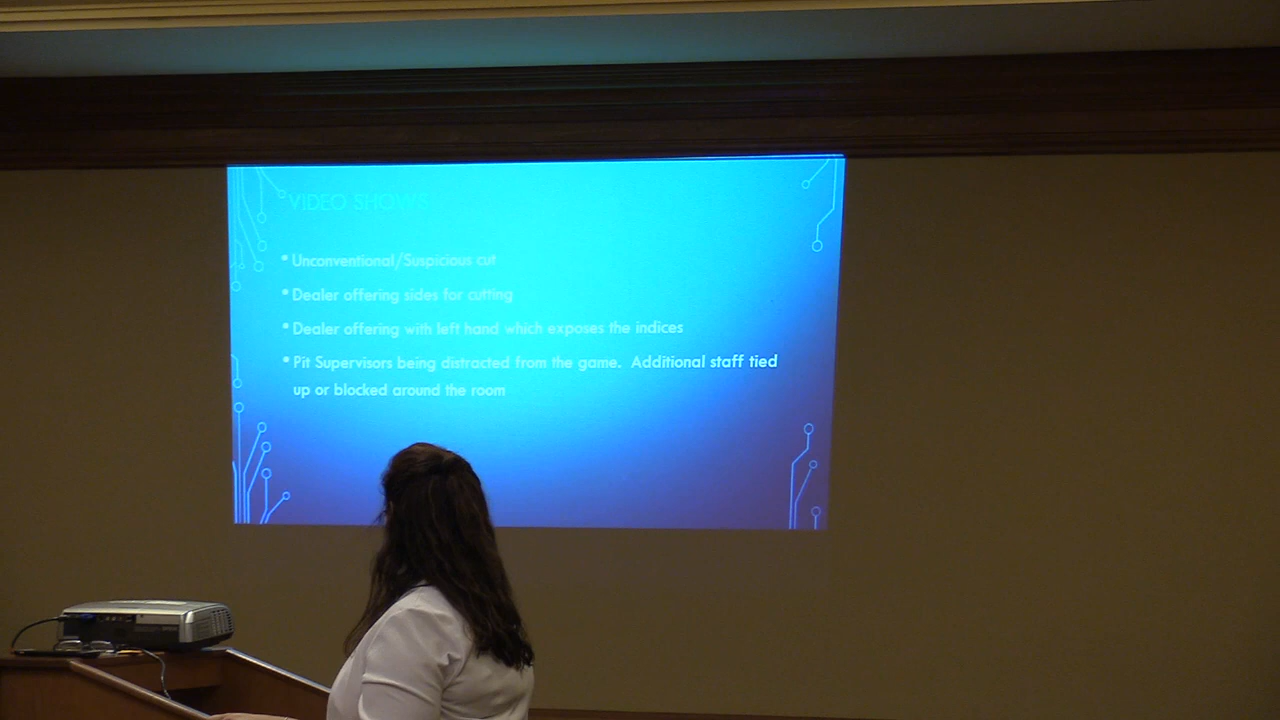 VIDEO SHOWS
• Unconventional/Suspicious cut
• Dealer offering sides for cutting
• Dealer offering with left hand which exposes the indices
• Pit Supervisors being distracted from the game. Additional staff tied
up or blocked around the room